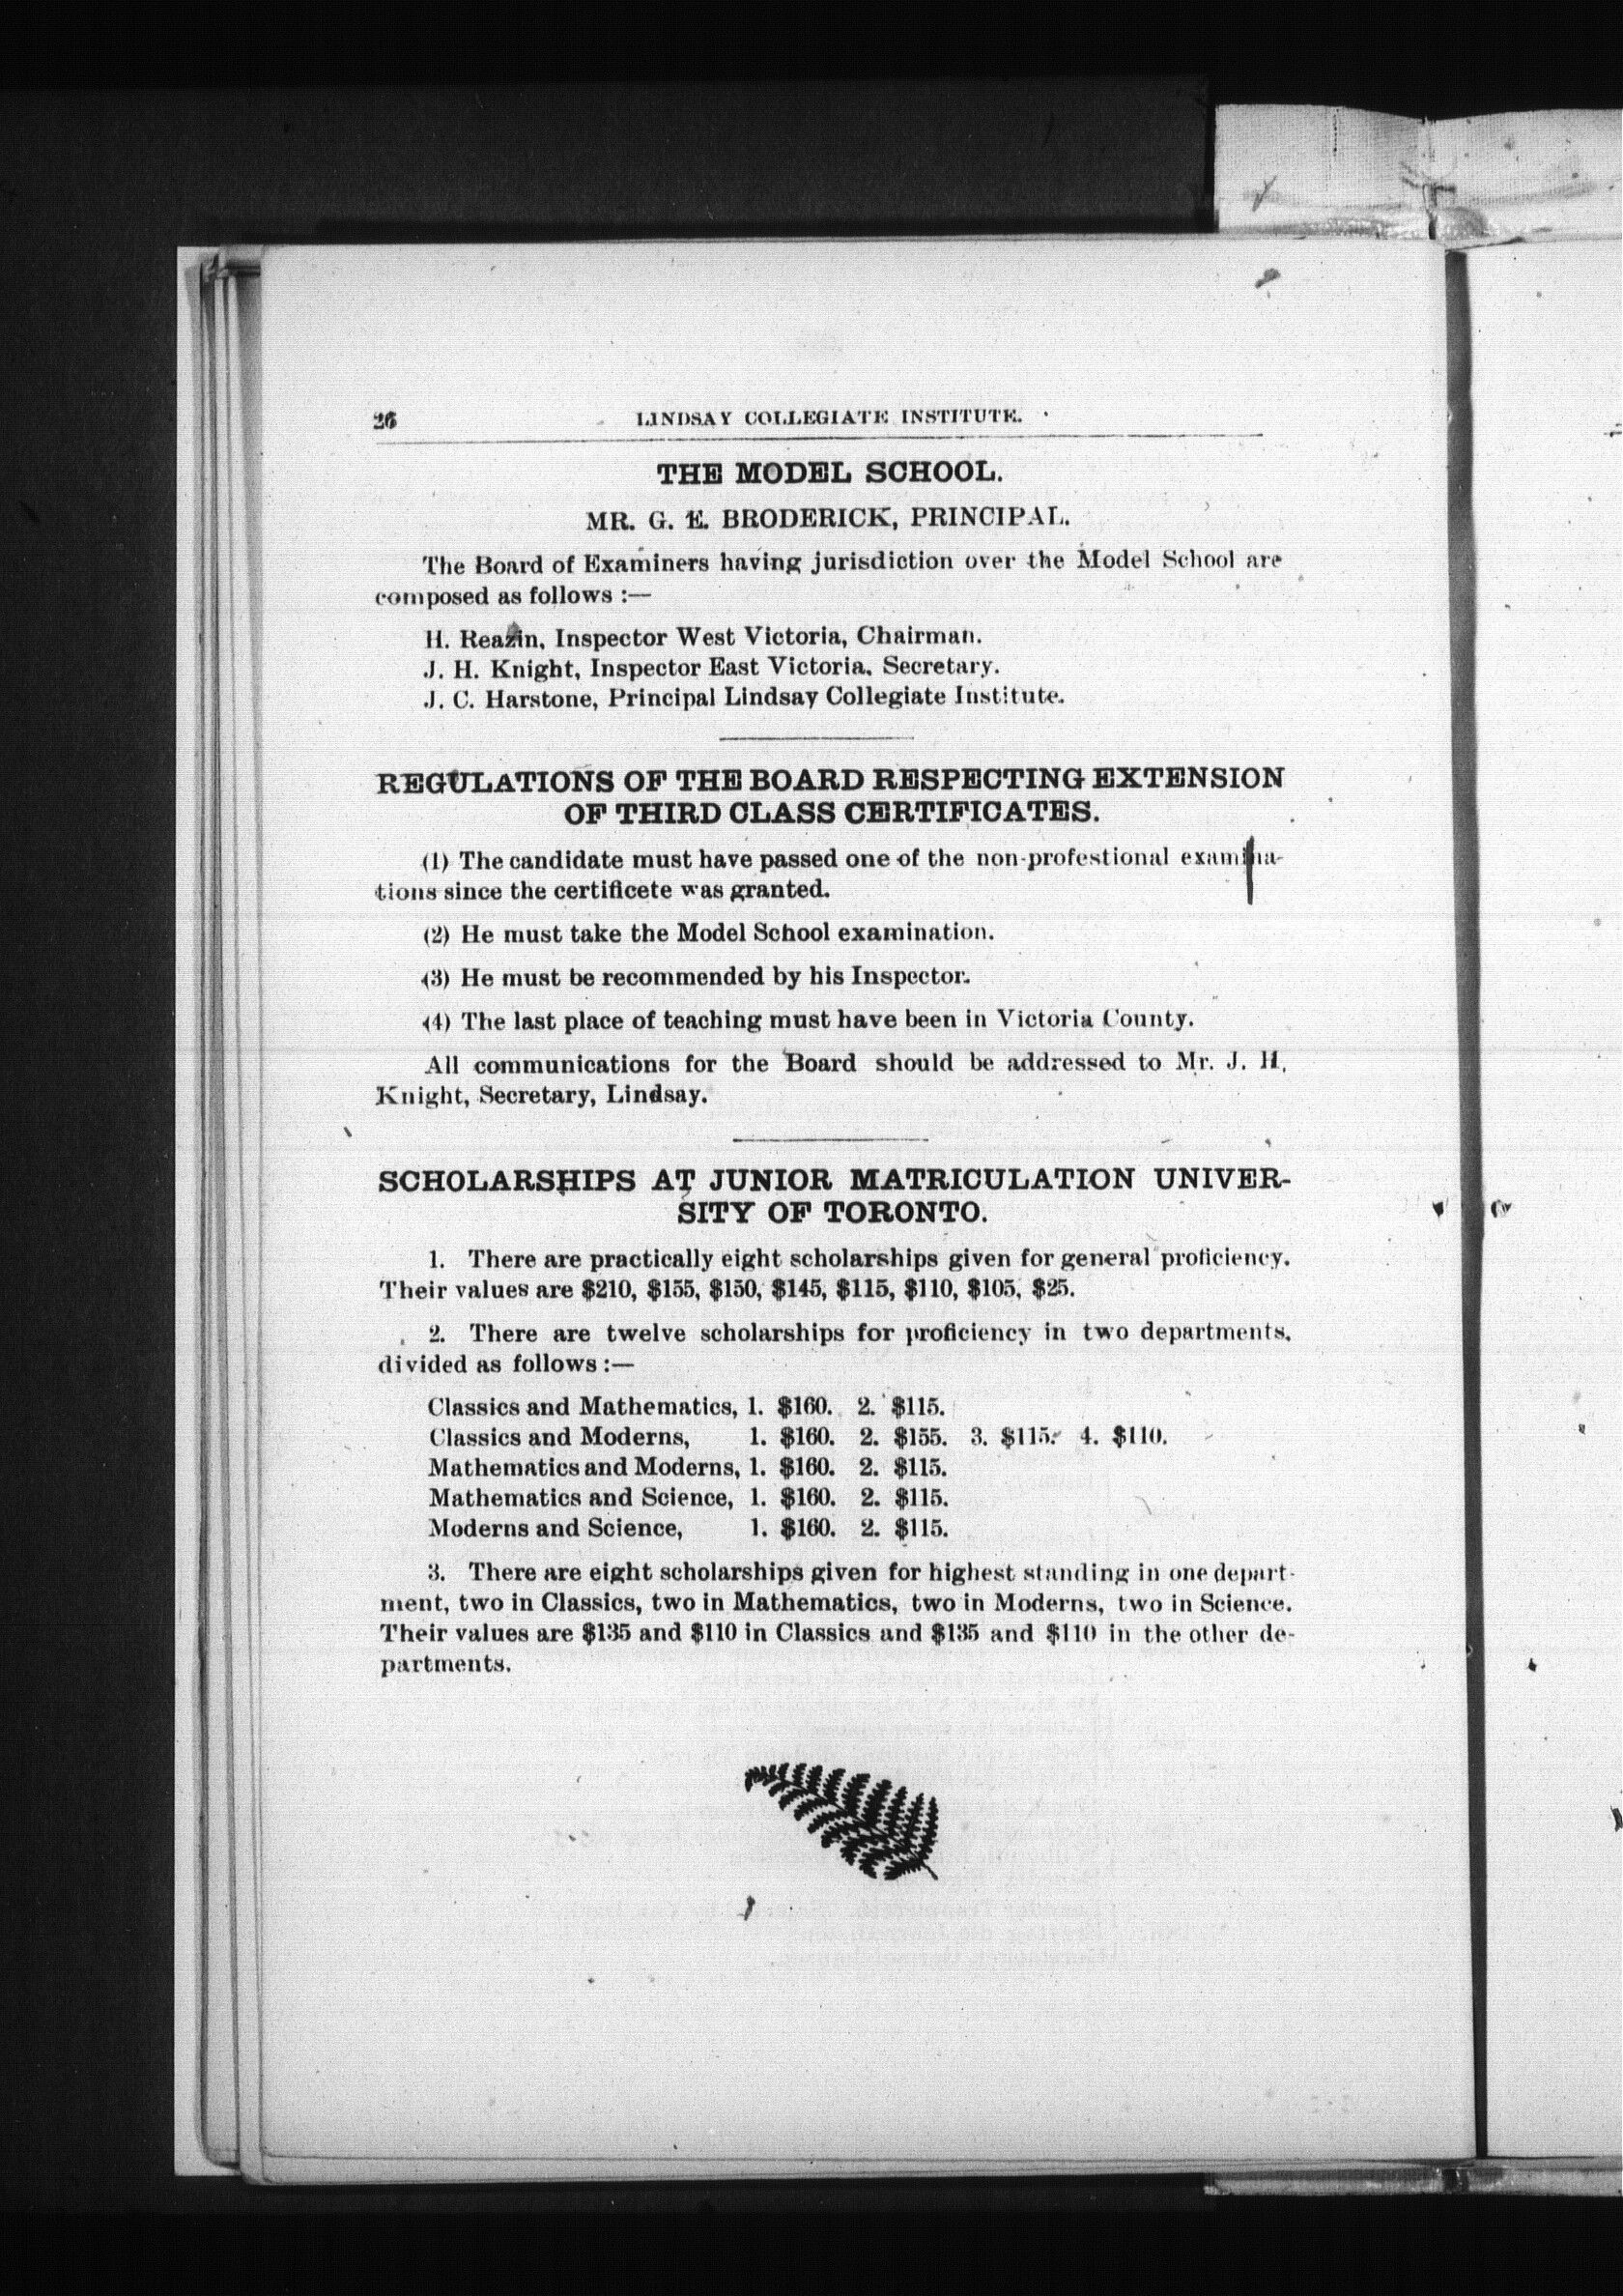 26
LINDSAY COLLEGIATE INSTITUTE.
THE MODEL SCHOOL.
MR. G. E. BRODERICK, PRINCIPAL.
The Board of Examiners having jurisdiction over the Model School are
composed as follows :—
H. Reazin, Inspector West Victoria, Chairman.
J. H. Knight, Inspector East Victoria, Secretary.
J. C. Harstone, Principal Lindsay Collegiate Institute.
REGULATIONS OF THE BOARD RESPECTING EXTENSION
OF THIRD CLASS CERTIFICATES.
(1) The candidate must have passed one of the non-profestional examina-
tions since the certificete was granted.
(2) He must take the Model School examination.
(3) He must be recommended by his Inspector.
(4) The last place of teaching must have been in Victoria County.
All communications for the Board should be addressed to Mr. J. H.
Knight, Secretary, Lindsay.
SCHOLARSHIPS AT JUNIOR MATRICULATION UNIVER-
SITY OF TORONTO.
1. There are practically eight scholarships given for general proficiency.
Their values are $210, $155, $150, $145, $115, $110, $105, $25.
2. There are twelve scholarships for proficiency in two departments,
divided as follows :—
Classics and Mathematics, 1. $160. 2. $115.
Classics and Moderns, 1. $160. 2. $155. 3. $115. 4. $110.
Mathematics and Moderns, 1. $160. 2. $115.
Mathematics and Science, 1. $160. 2. $115.
Moderns and Science, 1. $160. 2. $115.
3. There are eight scholarships given for highest standing in one depart-
ment, two in Classics, two in Mathematics, two in Moderns, two in Science.
Their values are $135 and $110 in Classics and $135 and $110 in the other de-
partments.